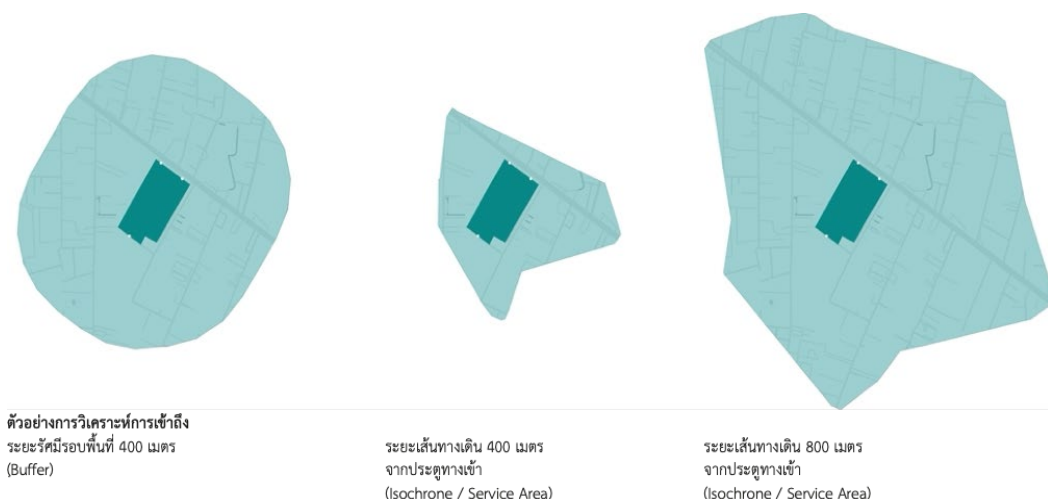 ตัวอย่างการวิเคราะห์การเข้าถึง
ระยะรัศมีรอบพื้นที่ 400 เมตร
(Buffer)
ระยะเส้นทางเดิน 400 เมตร
จากประตูทางเข้า
(Isochrone / Service Area)
ระยะเส้นทางเดิน 800 เมตร
จากประตูทางเข้า
(Isochrone / Service Area)